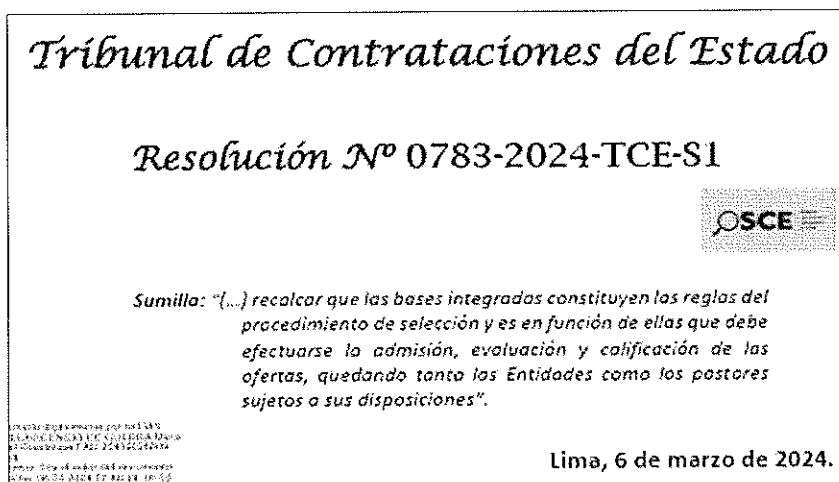 Tribunal de Contrataciones del Estado
Resolución Nº 0783-2024-TCE-S1
OSCE
Sumilla: "(...) recalcar que las bases integradas constituyen las reglas del
procedimiento de selección y es en función de ellas que debe
efectuarse la admisión, evaluación y calificación de las
ofertas, quedando tanto las Entidades como los postores
sujetos a sus disposiciones".
Lima, 6 de marzo de 2024.